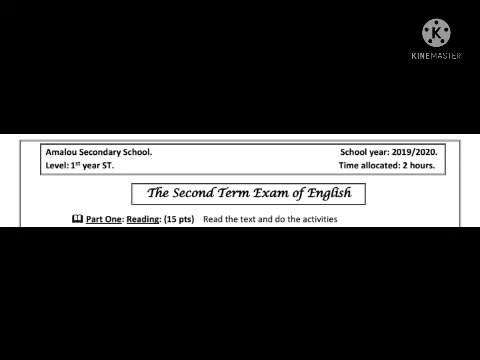 KINEMASTER
Amalou Secondary School. School year: 2019/2020.
Level: 1st year ST. Time allocated: 2 hours.
The Second Term Exam of English
Part One: Reading: (15 pts) Read the text and do the activities